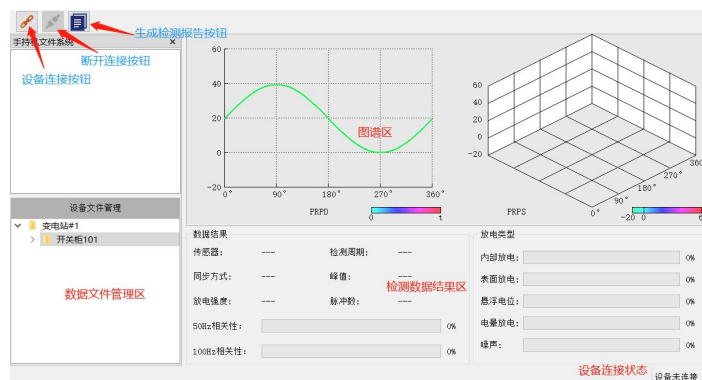 生成检测报告按钮
手持机文件系统 ×
断开连接按钮
设备连接按钮
60
40
20
0
-20
0° 90° 180° 270° 360°
图谱区
PRPD 0 1
60
40
20
0
-20
360°
270°
180°
90°
0°
PRPS -20 0
设备文件管理
变电站#1
开关柜101
数据文件管理区
数据结果
传感器: --- 检测周期: ---
同步方式: --- 峰值: ---
检测数据结果区
放电强度: --- 脉冲数: ---
50Hz相关性: 0%
100Hz相关性: 0%
放电类型
内部放电: 0%
表面放电: 0%
悬浮电位: 0%
电晕放电: 0%
噪声: 0%
设备连接状态
设备未连接